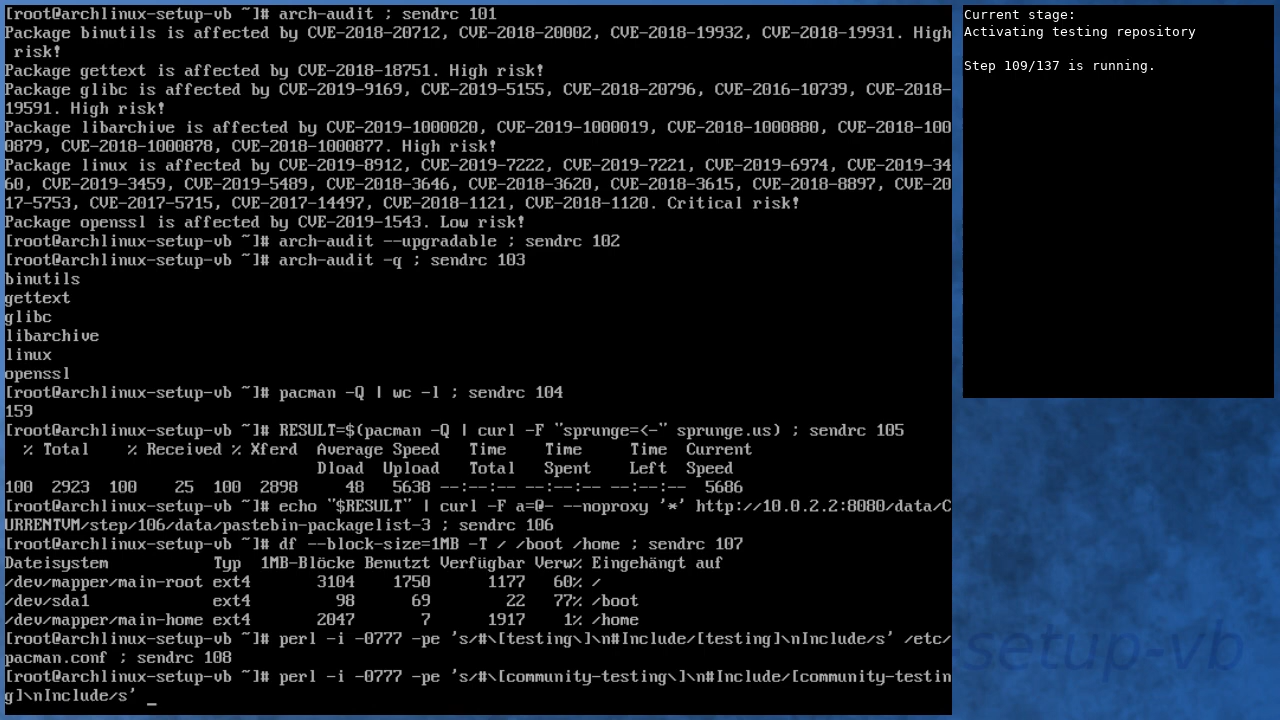 [root@archlinux-setup-vb ~]# arch-audit ; sendrc 101
Package binutils is affected by CVE-2018-20712, CVE-2018-20002, CVE-2018-19932, CVE-2018-19931. High
 risk!
Package gettext is affected by CVE-2018-18751. High risk!
Package glibc is affected by CVE-2019-9169, CVE-2019-5155, CVE-2018-20796, CVE-2016-10739, CVE-2018-
19591. High risk!
Package libarchive is affected by CVE-2019-1000020, CVE-2019-1000019, CVE-2018-1000880, CVE-2018-100
0879, CVE-2018-1000878, CVE-2018-1000877. High risk!
Package linux is affected by CVE-2019-8912, CVE-2019-7222, CVE-2019-7221, CVE-2019-6974, CVE-2019-34
60, CVE-2019-3459, CVE-2019-5489, CVE-2018-3646, CVE-2018-3620, CVE-2018-3615, CVE-2018-8897, CVE-20
17-5753, CVE-2017-5715, CVE-2017-14497, CVE-2018-1121, CVE-2018-1120. Critical risk!
Package openssl is affected by CVE-2019-1543. Low risk!
[root@archlinux-setup-vb ~]# arch-audit --upgradable ; sendrc 102
[root@archlinux-setup-vb ~]# arch-audit -q ; sendrc 103
binutils
gettext
glibc
libarchive
linux
openssl
[root@archlinux-setup-vb ~]# pacman -Q | wc -l ; sendrc 104
159
[root@archlinux-setup-vb ~]# RESULT=$(pacman -Q | curl -F "sprunge=<-" sprunge.us) ; sendrc 105
  % Total    % Received % Xferd  Average Speed   Time    Time     Time  Current
                                 Dload  Upload   Total   Spent    Left  Speed
100  2923  100    25  100  2898     48   5638 --:--:-- --:--:-- --:--:--  5686
[root@archlinux-setup-vb ~]# echo "$RESULT" | curl -F a=@- --noproxy '*' http://10.0.2.2:8080/data/C
URRENTVM/step/106/data/pastebin-packagelist-3 ; sendrc 106
[root@archlinux-setup-vb ~]# df --block-size=1MB -T / /boot /home ; sendrc 107
Dateisystem           Typ  1MB-Blöcke Benutzt Verfügbar Verw% Eingehängt auf
/dev/mapper/main-root ext4       3104    1750      1177   60% /
/dev/sda1             ext4         98      69        22   77% /boot
/dev/mapper/main-home ext4       2047       7      1917    1% /home
[root@archlinux-setup-vb ~]# perl -i -0777 -pe 's/#\[testing\]\n#Include/[testing]\nInclude/s' /etc/
pacman.conf ; sendrc 108
[root@archlinux-setup-vb ~]# perl -i -0777 -pe 's/#\[community-testing\]\n#Include/[community-testin
g]\nInclude/s' _
Current stage:
Activating testing repository
Step 109/137 is running.
setup-vb